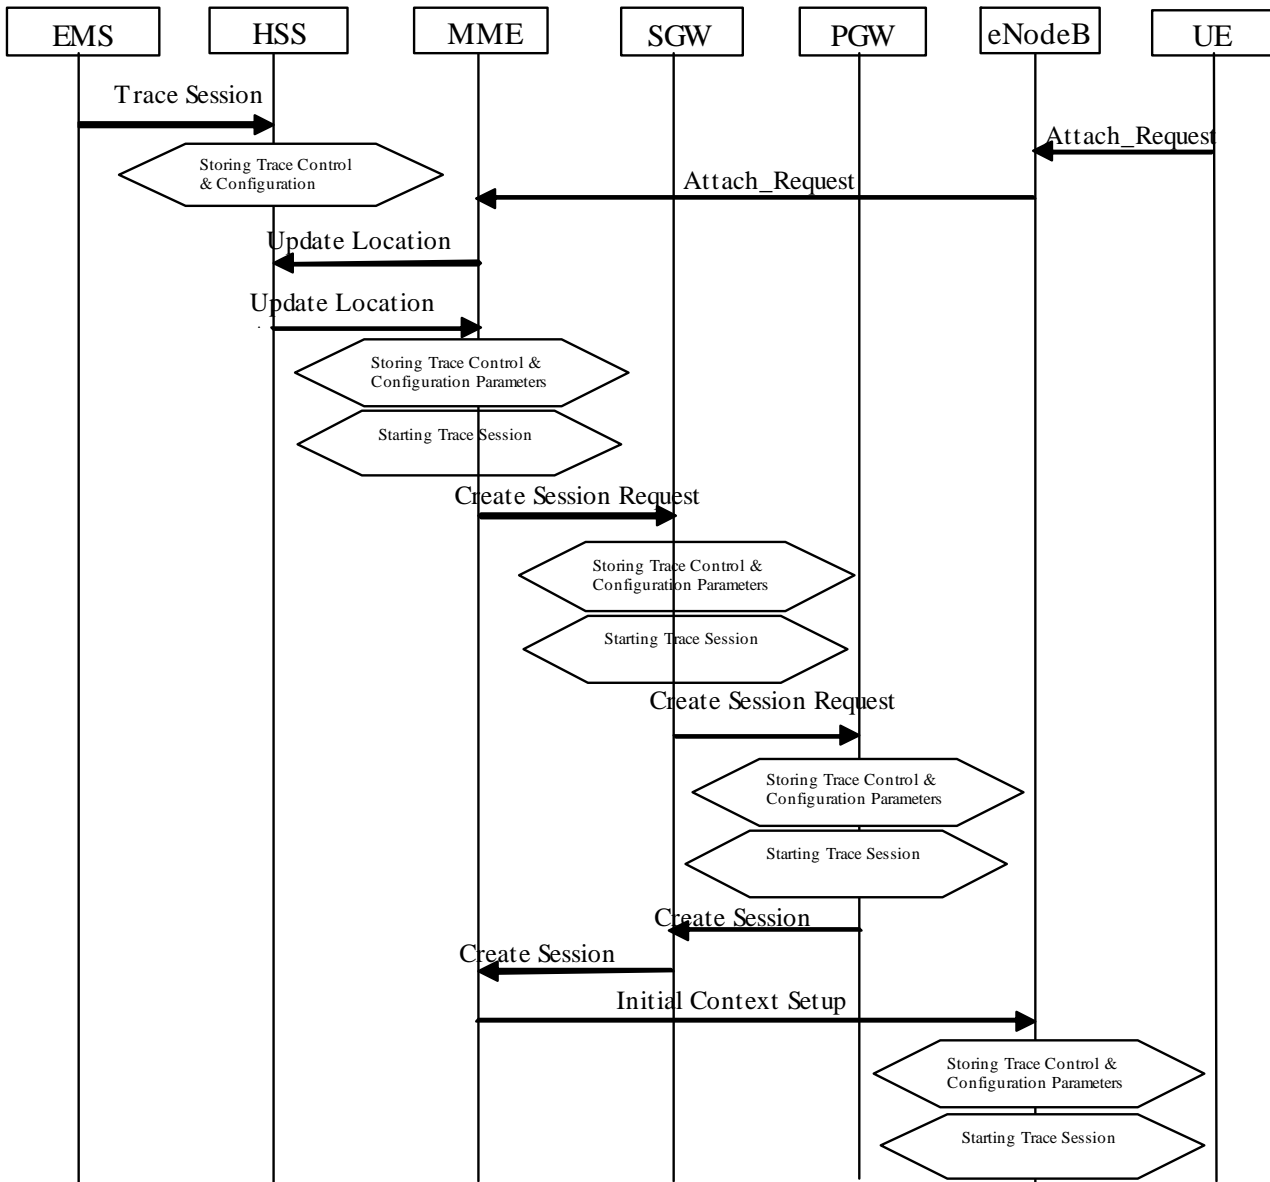 EMS
HSS
MME
SGW
PGW
eNodeB
UE
Trace Session
Attach_Request
Storing Trace Control
& Configuration
Attach_Request
Update Location
Update Location
Storing Trace Control &
Configuration Parameters
Starting Trace Session
Create Session Request
Storing Trace Control &
Configuration Parameters
Starting Trace Session
Create Session Request
Storing Trace Control &
Configuration Parameters
Starting Trace Session
Create Session
Create Session
Initial Context Setup
Storing Trace Control &
Configuration Parameters
Starting Trace Session